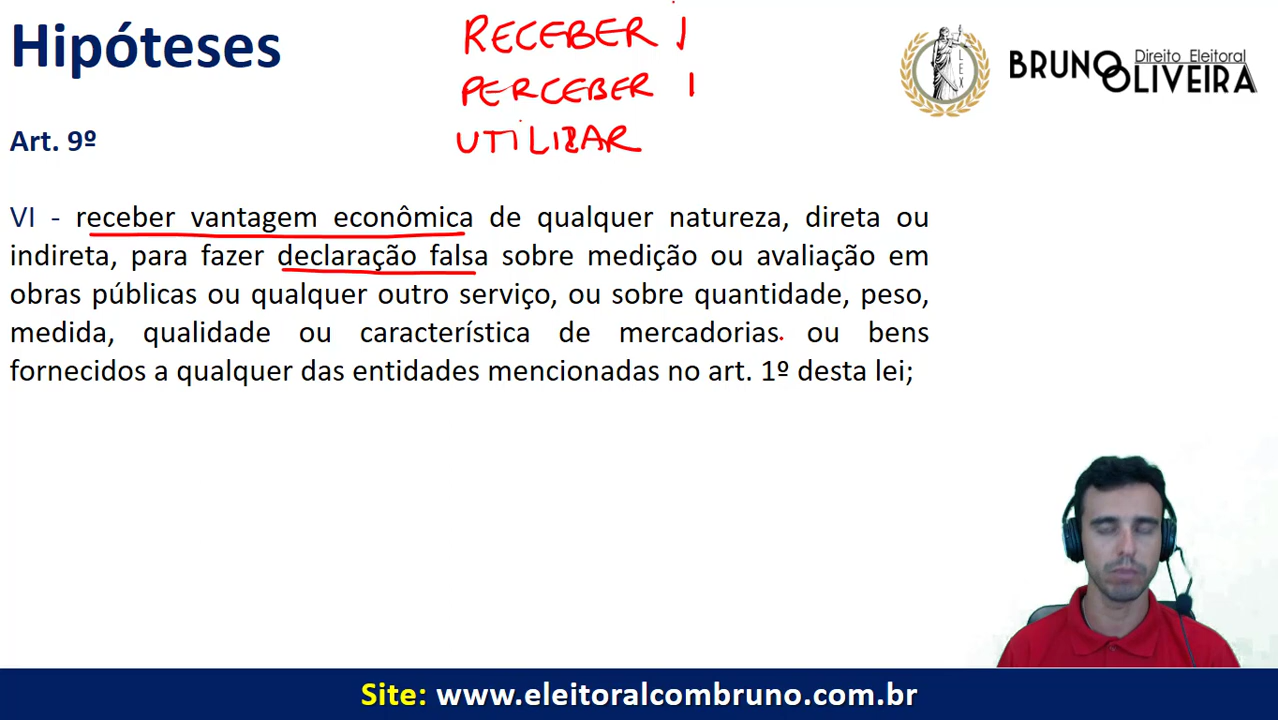 Hipóteses
RECEBER
PERCEBER
UTILIZAR
LEX
BRUNO
Direito Eleitoral
OLIVEIRA
Art. 9º
VI - receber vantagem econômica de qualquer natureza, direta ou
indireta, para fazer declaração falsa sobre medição ou avaliação em
obras públicas ou qualquer outro serviço, ou sobre quantidade, peso,
medida, qualidade ou característica de mercadorias ou bens
fornecidos a qualquer das entidades mencionadas no art. 1º desta lei;
Site: www.eleitoralcombruno.com.br